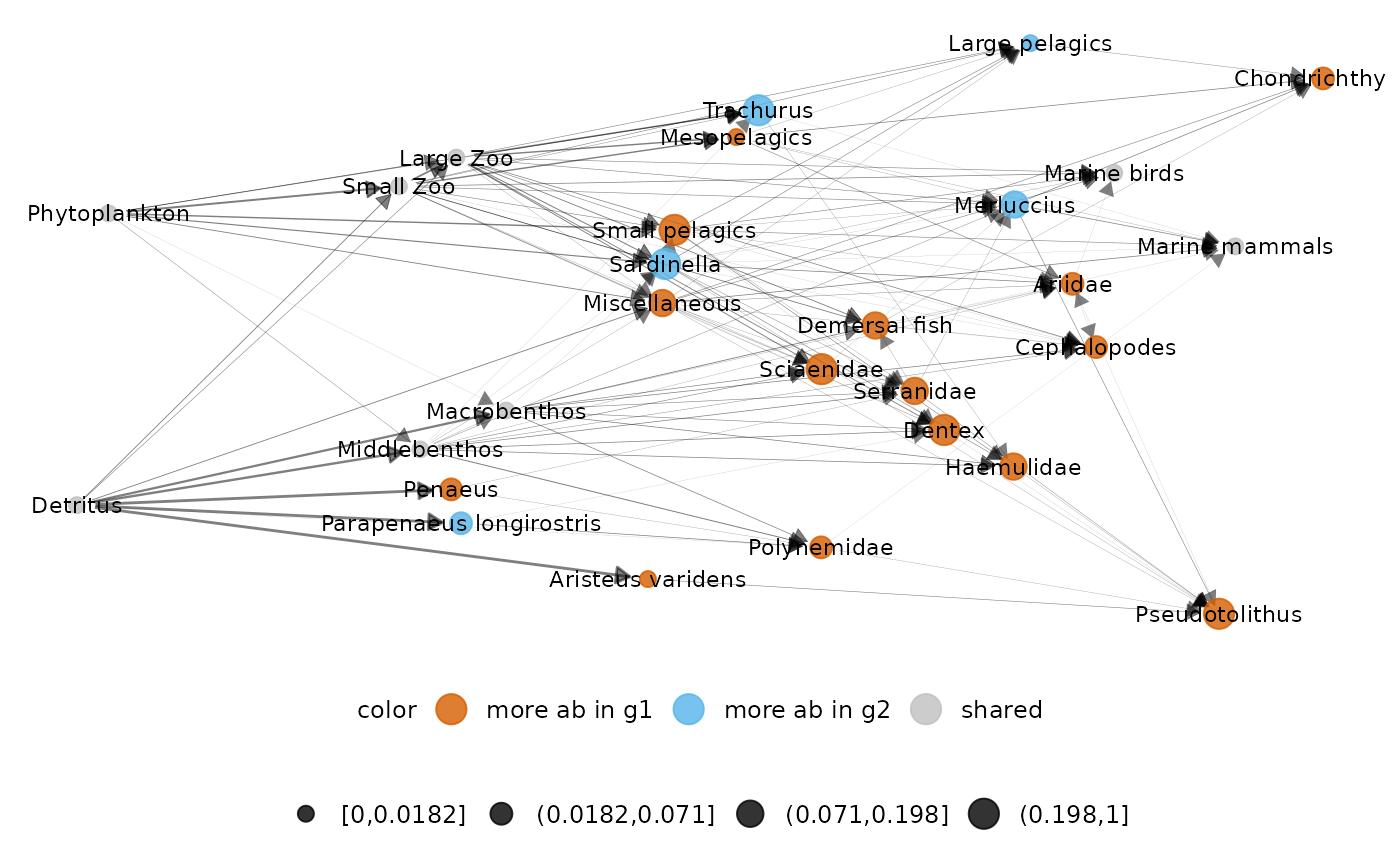 Large pelagics
Chondrichthy
Trachurus
Mesopelagics
Large Zoo
Marine birds
Small Zoo
Merluccius
Phytoplankton
Small pelagics
Marine mammals
Sardinella
Ariidae
Miscellaneous
Demersal fish
Cephalopodes
Sciaenidae
Serranidae
Macrobenthos
Dentex
Middlebenthos
Haemulidae
Penaeus
Detritus
Parapenaeus longirostris
Polynemidae
Aristeus varidens
Pseudotolithus
color more ab in g1 more ab in g2 shared
[0,0.0182] (0.0182,0.071] (0.071,0.198] (0.198,1]